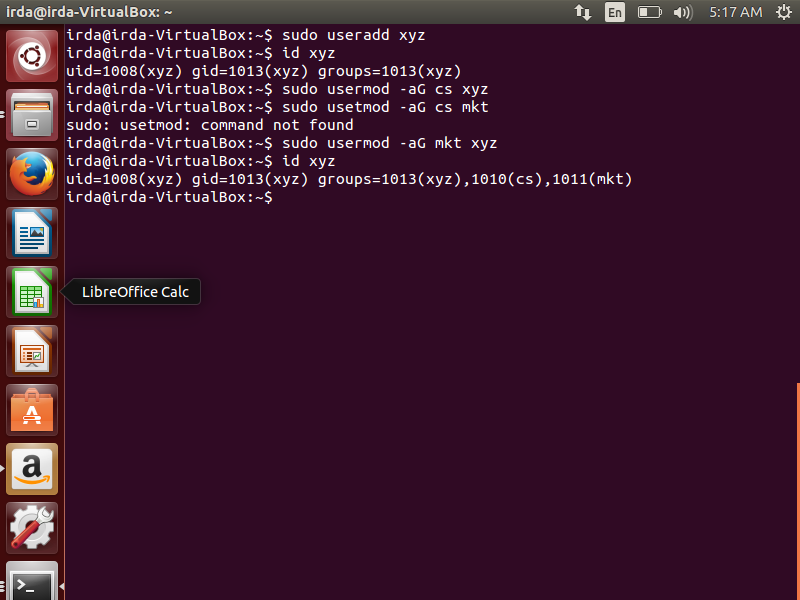 irda@irda-VirtualBox: ~
En
5:17 AM
irda@irda-VirtualBox:~$ sudo useradd xyz
irda@irda-VirtualBox:~$ id xyz
uid=1008(xyz) gid=1013(xyz) groups=1013(xyz)
irda@irda-VirtualBox:~$ sudo usermod -aG cs xyz
irda@irda-VirtualBox:~$ sudo usetmod -aG cs mkt
sudo: usetmod: command not found
irda@irda-VirtualBox:~$ sudo usermod -aG mkt xyz
irda@irda-VirtualBox:~$ id xyz
uid=1008(xyz) gid=1013(xyz) groups=1013(xyz),1010(cs),1011(mkt)
irda@irda-VirtualBox:~$
LibreOffice Calc
A
a
>_